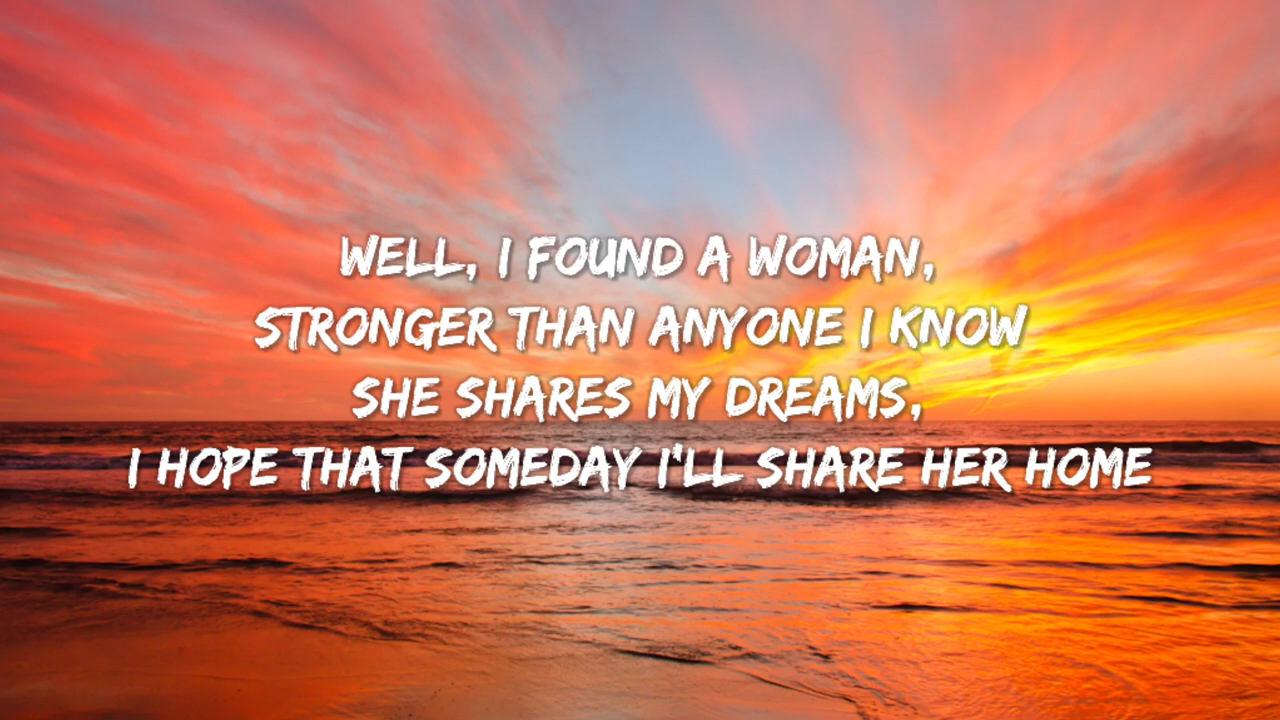 WELL, I FOUND A WOMAN,
STRONGER THAN ANYONE I KNOW
SHE SHARES MY DREAMS,
I HOPE THAT SOMEDAY I'LL SHARE HER HOME